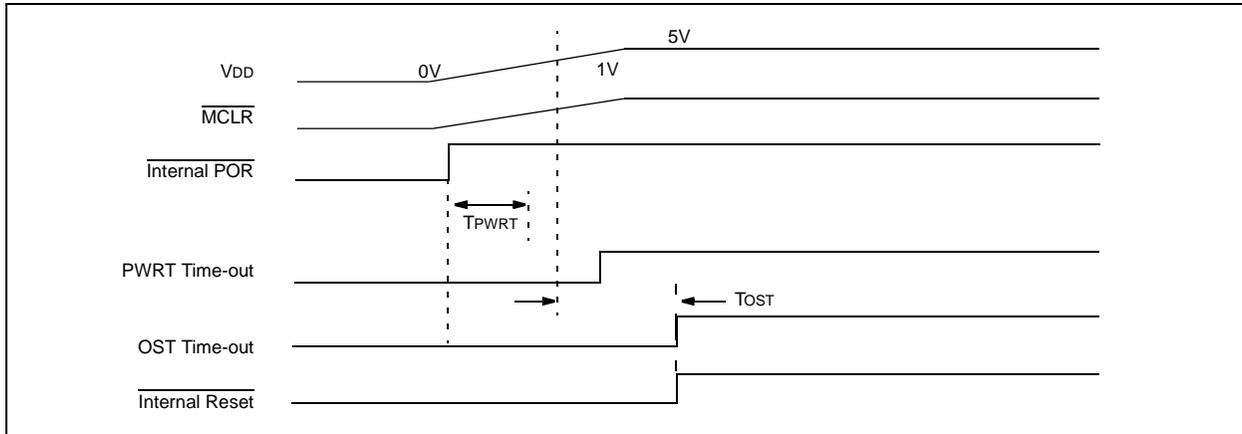 5V
VDD
0V
1V
MCLR
Internal POR
TPWRT
PWRT Time-out
TOST
OST Time-out
Internal Reset